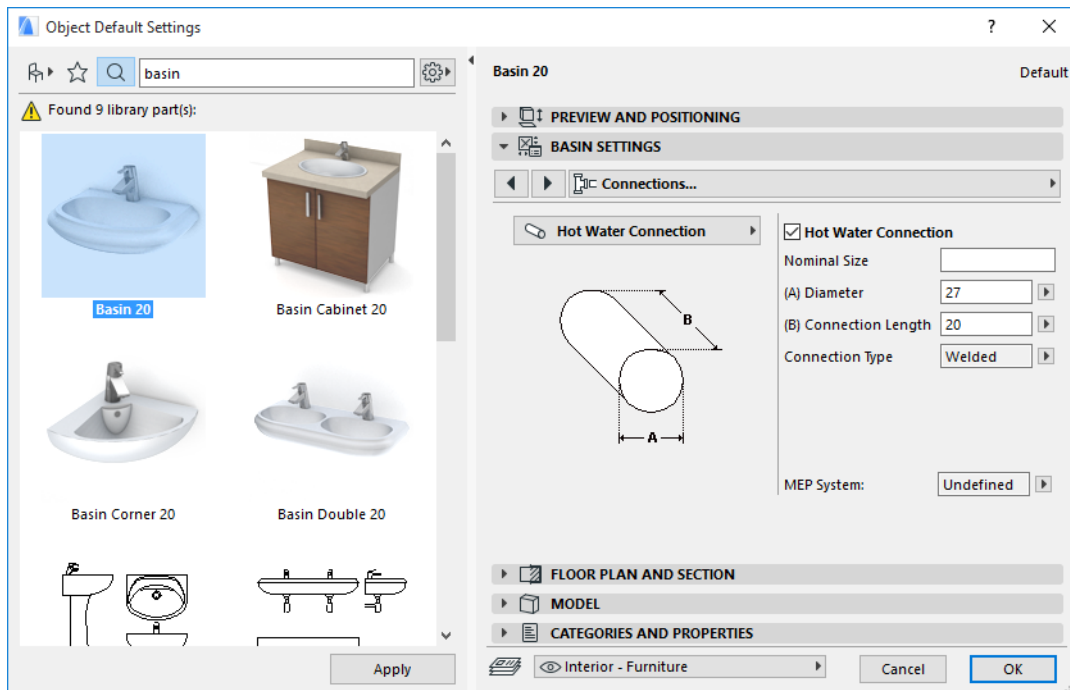 Object Default Settings
?
basin
Found 9 library part(s):
Basin 20
Basin Cabinet 20
Basin Corner 20
Basin Double 20
Apply
Basin 20
Default
PREVIEW AND POSITIONING
BASIN SETTINGS
Connections...
Hot Water Connection
B
A
Hot Water Connection
Nominal Size
(A) Diameter 27
(B) Connection Length 20
Connection Type Welded
MEP System: Undefined
FLOOR PLAN AND SECTION
MODEL
CATEGORIES AND PROPERTIES
Interior - Furniture
Cancel
OK